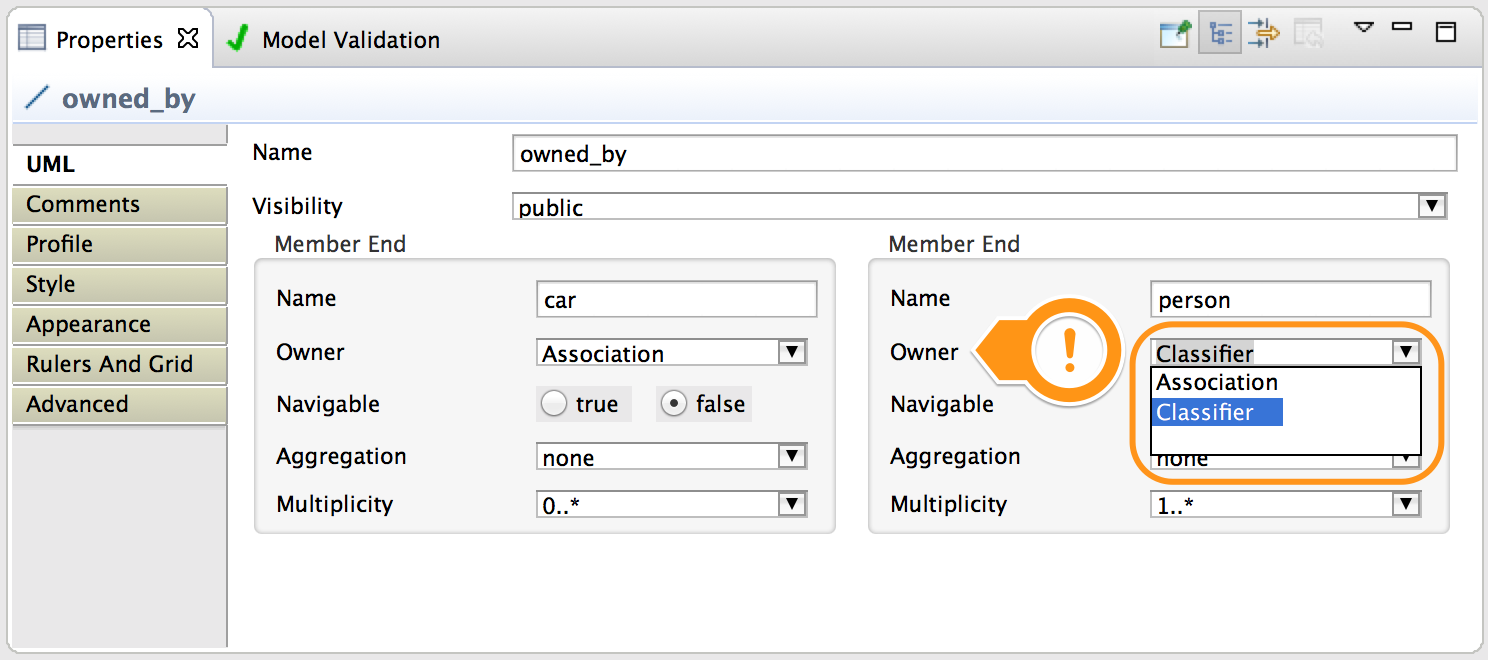 Properties
Model Validation
owned_by
UML
Comments
Profile
Style
Appearance
Rulers And Grid
Advanced
Name
owned_by
Visibility
public
Member End
Name
car
Owner
Association
Navigable
true
false
Aggregation
none
Multiplicity
0..*
Member End
Name
person
Owner
!
Classifier
Association
Classifier
Navigable
Aggregation
none
Multiplicity
1..*